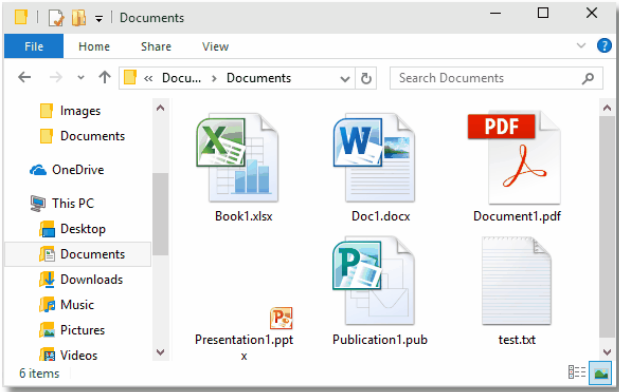 Documents
File Home Share View
« Docu... Documents Search Documents
Images
Documents
OneDrive
This PC
Desktop
Documents
Downloads
Music
Pictures
Videos
PDF
Book1.xlsx Doc1.docx Document1.pdf
Presentation1.ppt
x
Publication1.pub test.txt
6 items